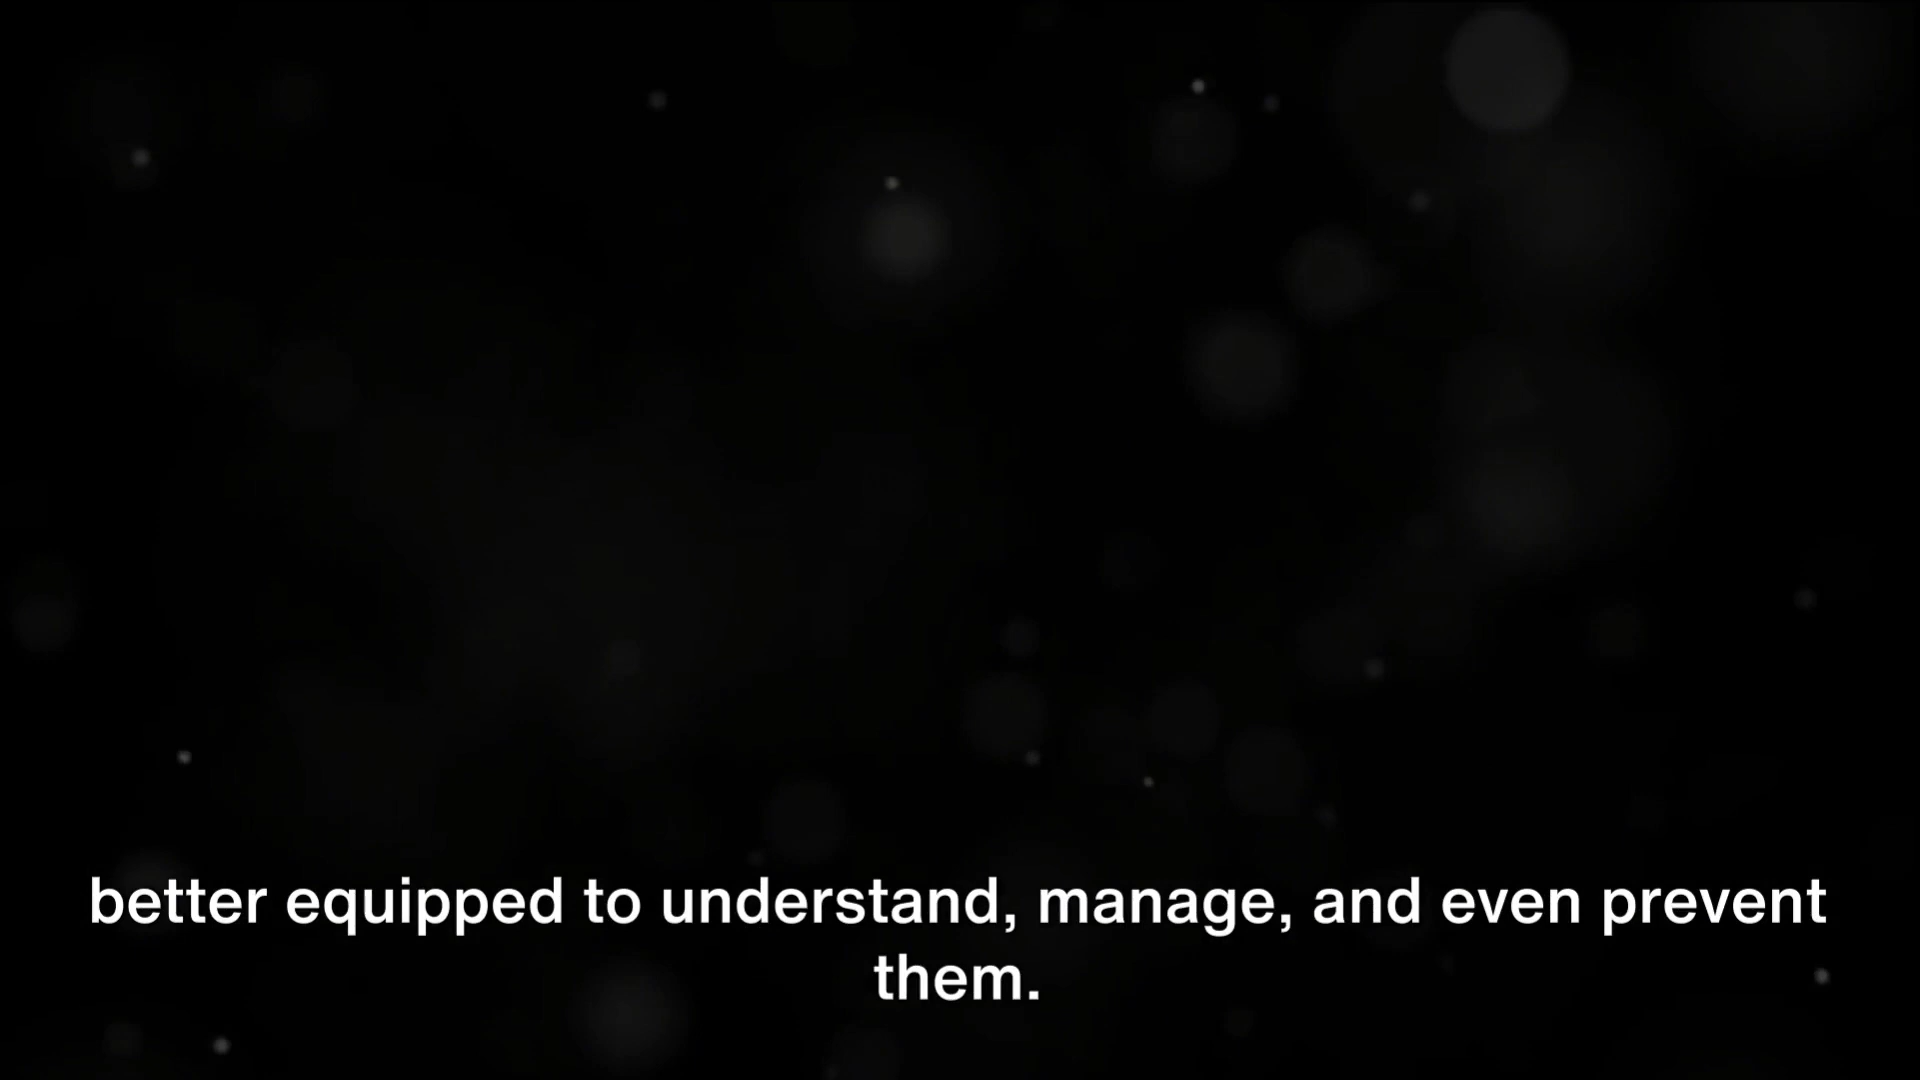 better equipped to understand, manage, and even prevent
them.